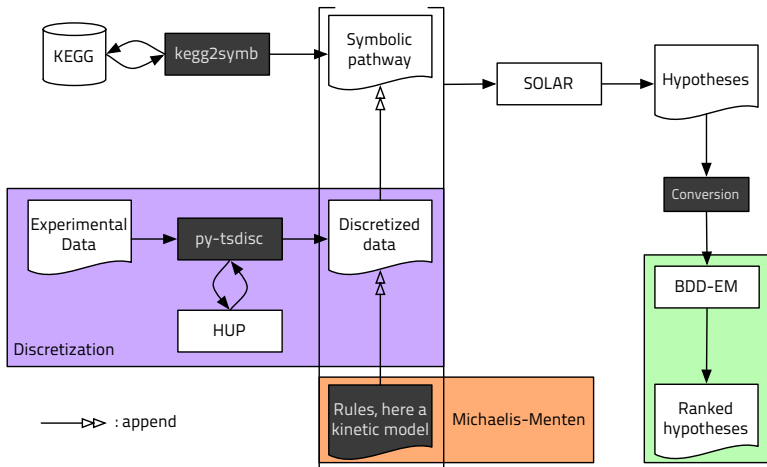 KEGG
kegg2symb
Symbolic
pathway
SOLAR
Hypotheses
Conversion
Experimental
Data
py-tsdisc
Discretized
data
HUP
Discretization
BDD-EM
Rules, here a
kinetic model
Michaelis-Menten
Ranked
hypotheses
: append